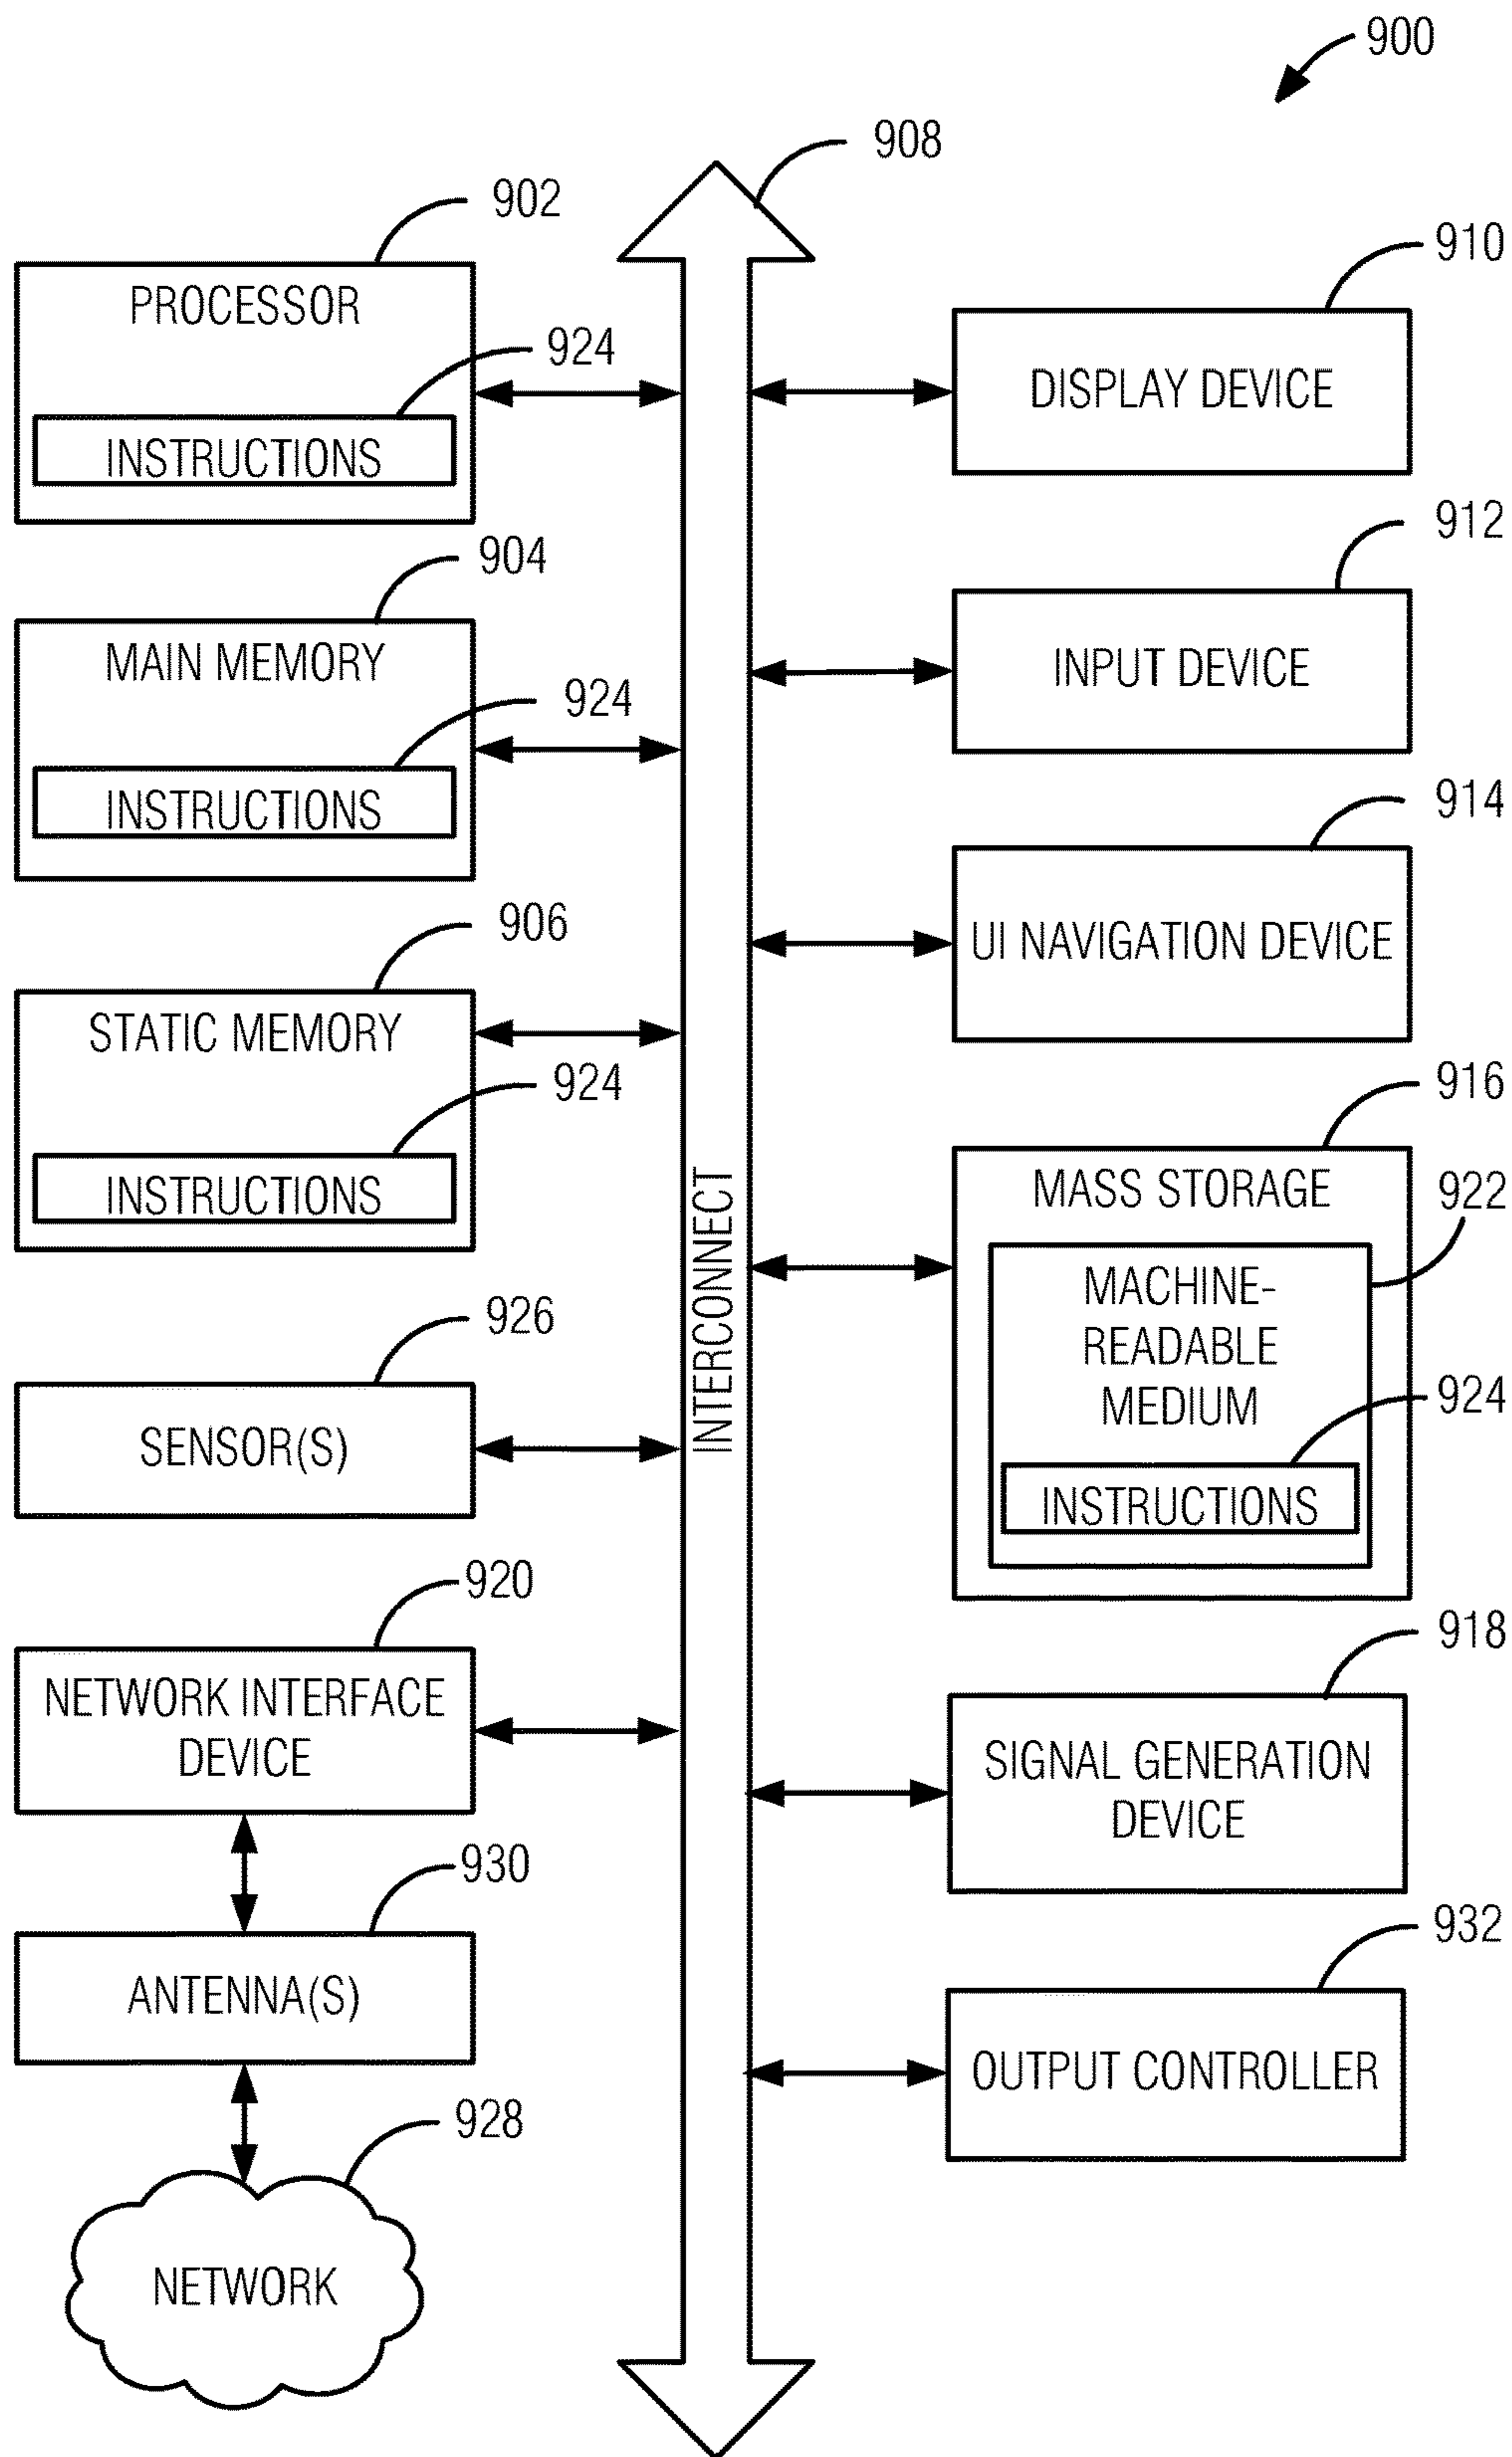 900
908
902
PROCESSOR
924
INSTRUCTIONS
904
MAIN MEMORY
924
INSTRUCTIONS
906
STATIC MEMORY
924
INSTRUCTIONS
926
SENSOR(S)
920
NETWORK INTERFACE
DEVICE
930
ANTENNA(S)
928
NETWORK
INTERCONNECT
910
DISPLAY DEVICE
912
INPUT DEVICE
914
UI NAVIGATION DEVICE
916
MASS STORAGE
922
MACHINE-
READABLE
MEDIUM
924
INSTRUCTIONS
918
SIGNAL GENERATION
DEVICE
932
OUTPUT CONTROLLER